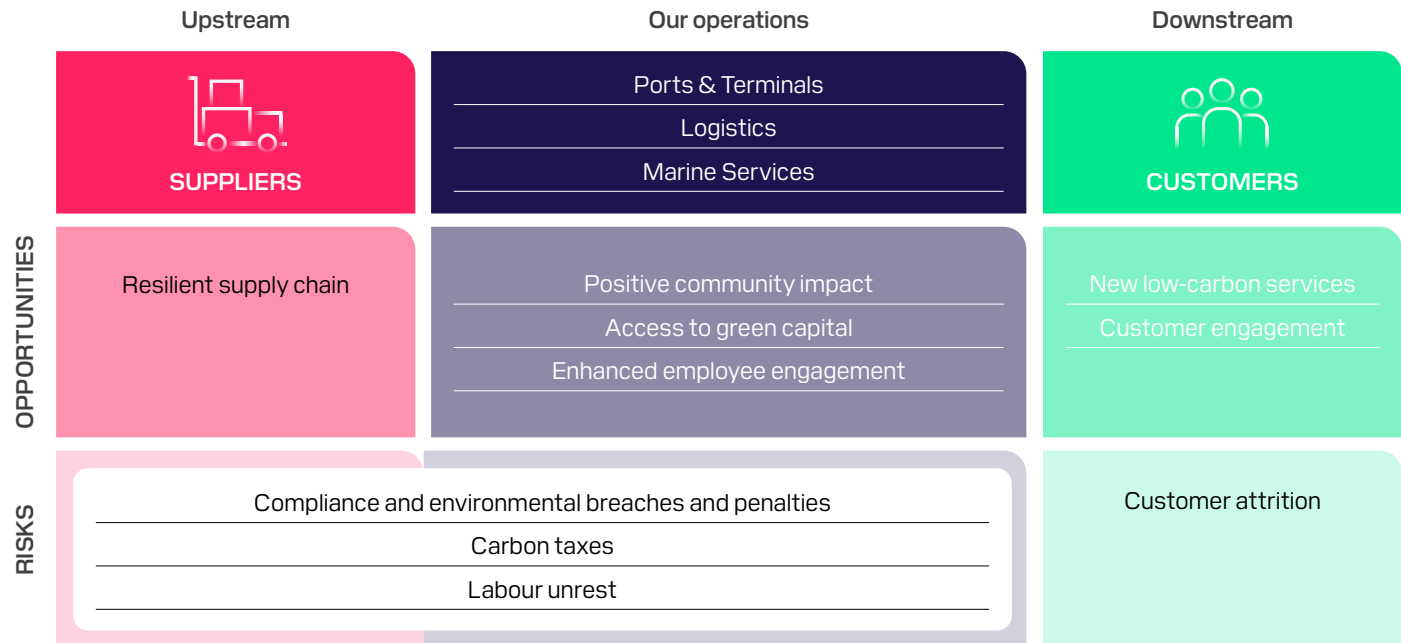 Upstream
Our operations
Downstream
SUPPLIERS
Ports & Terminals
Logistics
Marine Services
CUSTOMERS
OPPORTUNITIES
Resilient supply chain
Positive community impact
Access to green capital
Enhanced employee engagement
New low-carbon services
Customer engagement
RISKS
Compliance and environmental breaches and penalties
Carbon taxes
Labour unrest
Customer attrition